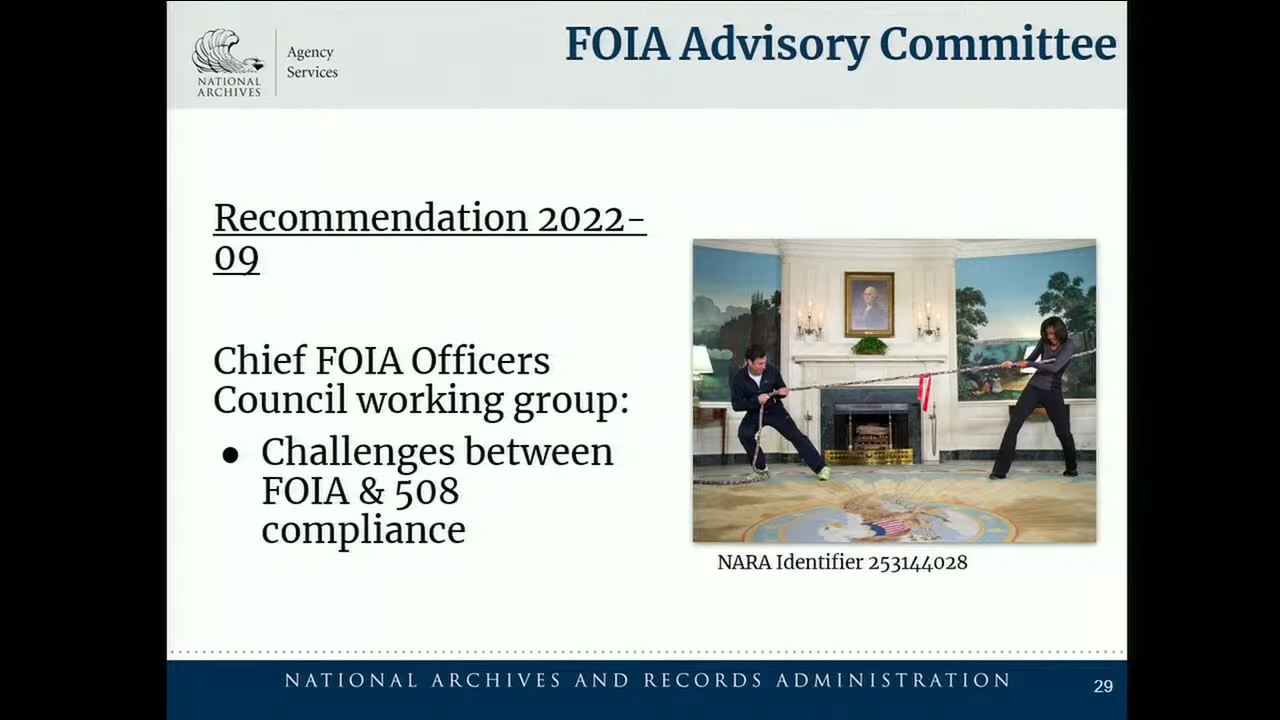 FOIA Advisory Committee
NATIONAL
ARCHIVES
Agency
Services
Recommendation 2022-
09
Chief FOIA Officers
Council working group:
● Challenges between
FOIA & 508
compliance
NARA Identifier 253144028
NATIONAL ARCHIVES AND RECORDS ADMINISTRATION
29